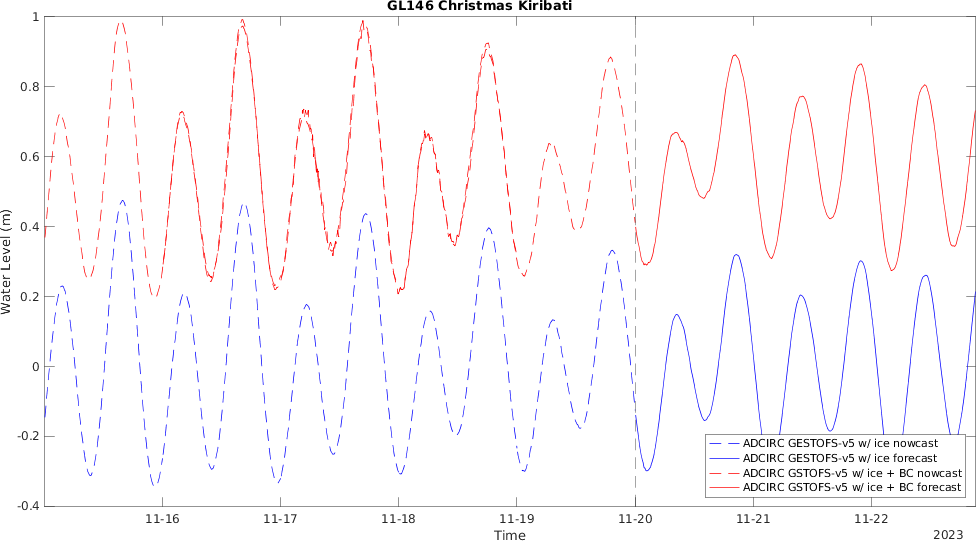 GL146 Christmas Kiribati
Water Level (m)
1
0.8
0.6
0.4
0.2
0
-0.2
-0.4
11-16 11-17 11-18 11-19 11-20 11-21 11-22
Time
2023
ADCIRC GESTOFS-v5 w/ ice nowcast
ADCIRC GESTOFS-v5 w/ ice forecast
ADCIRC GSTOFS-v5 w/ ice + BC nowcast
ADCIRC GSTOFS-v5 w/ ice + BC forecast